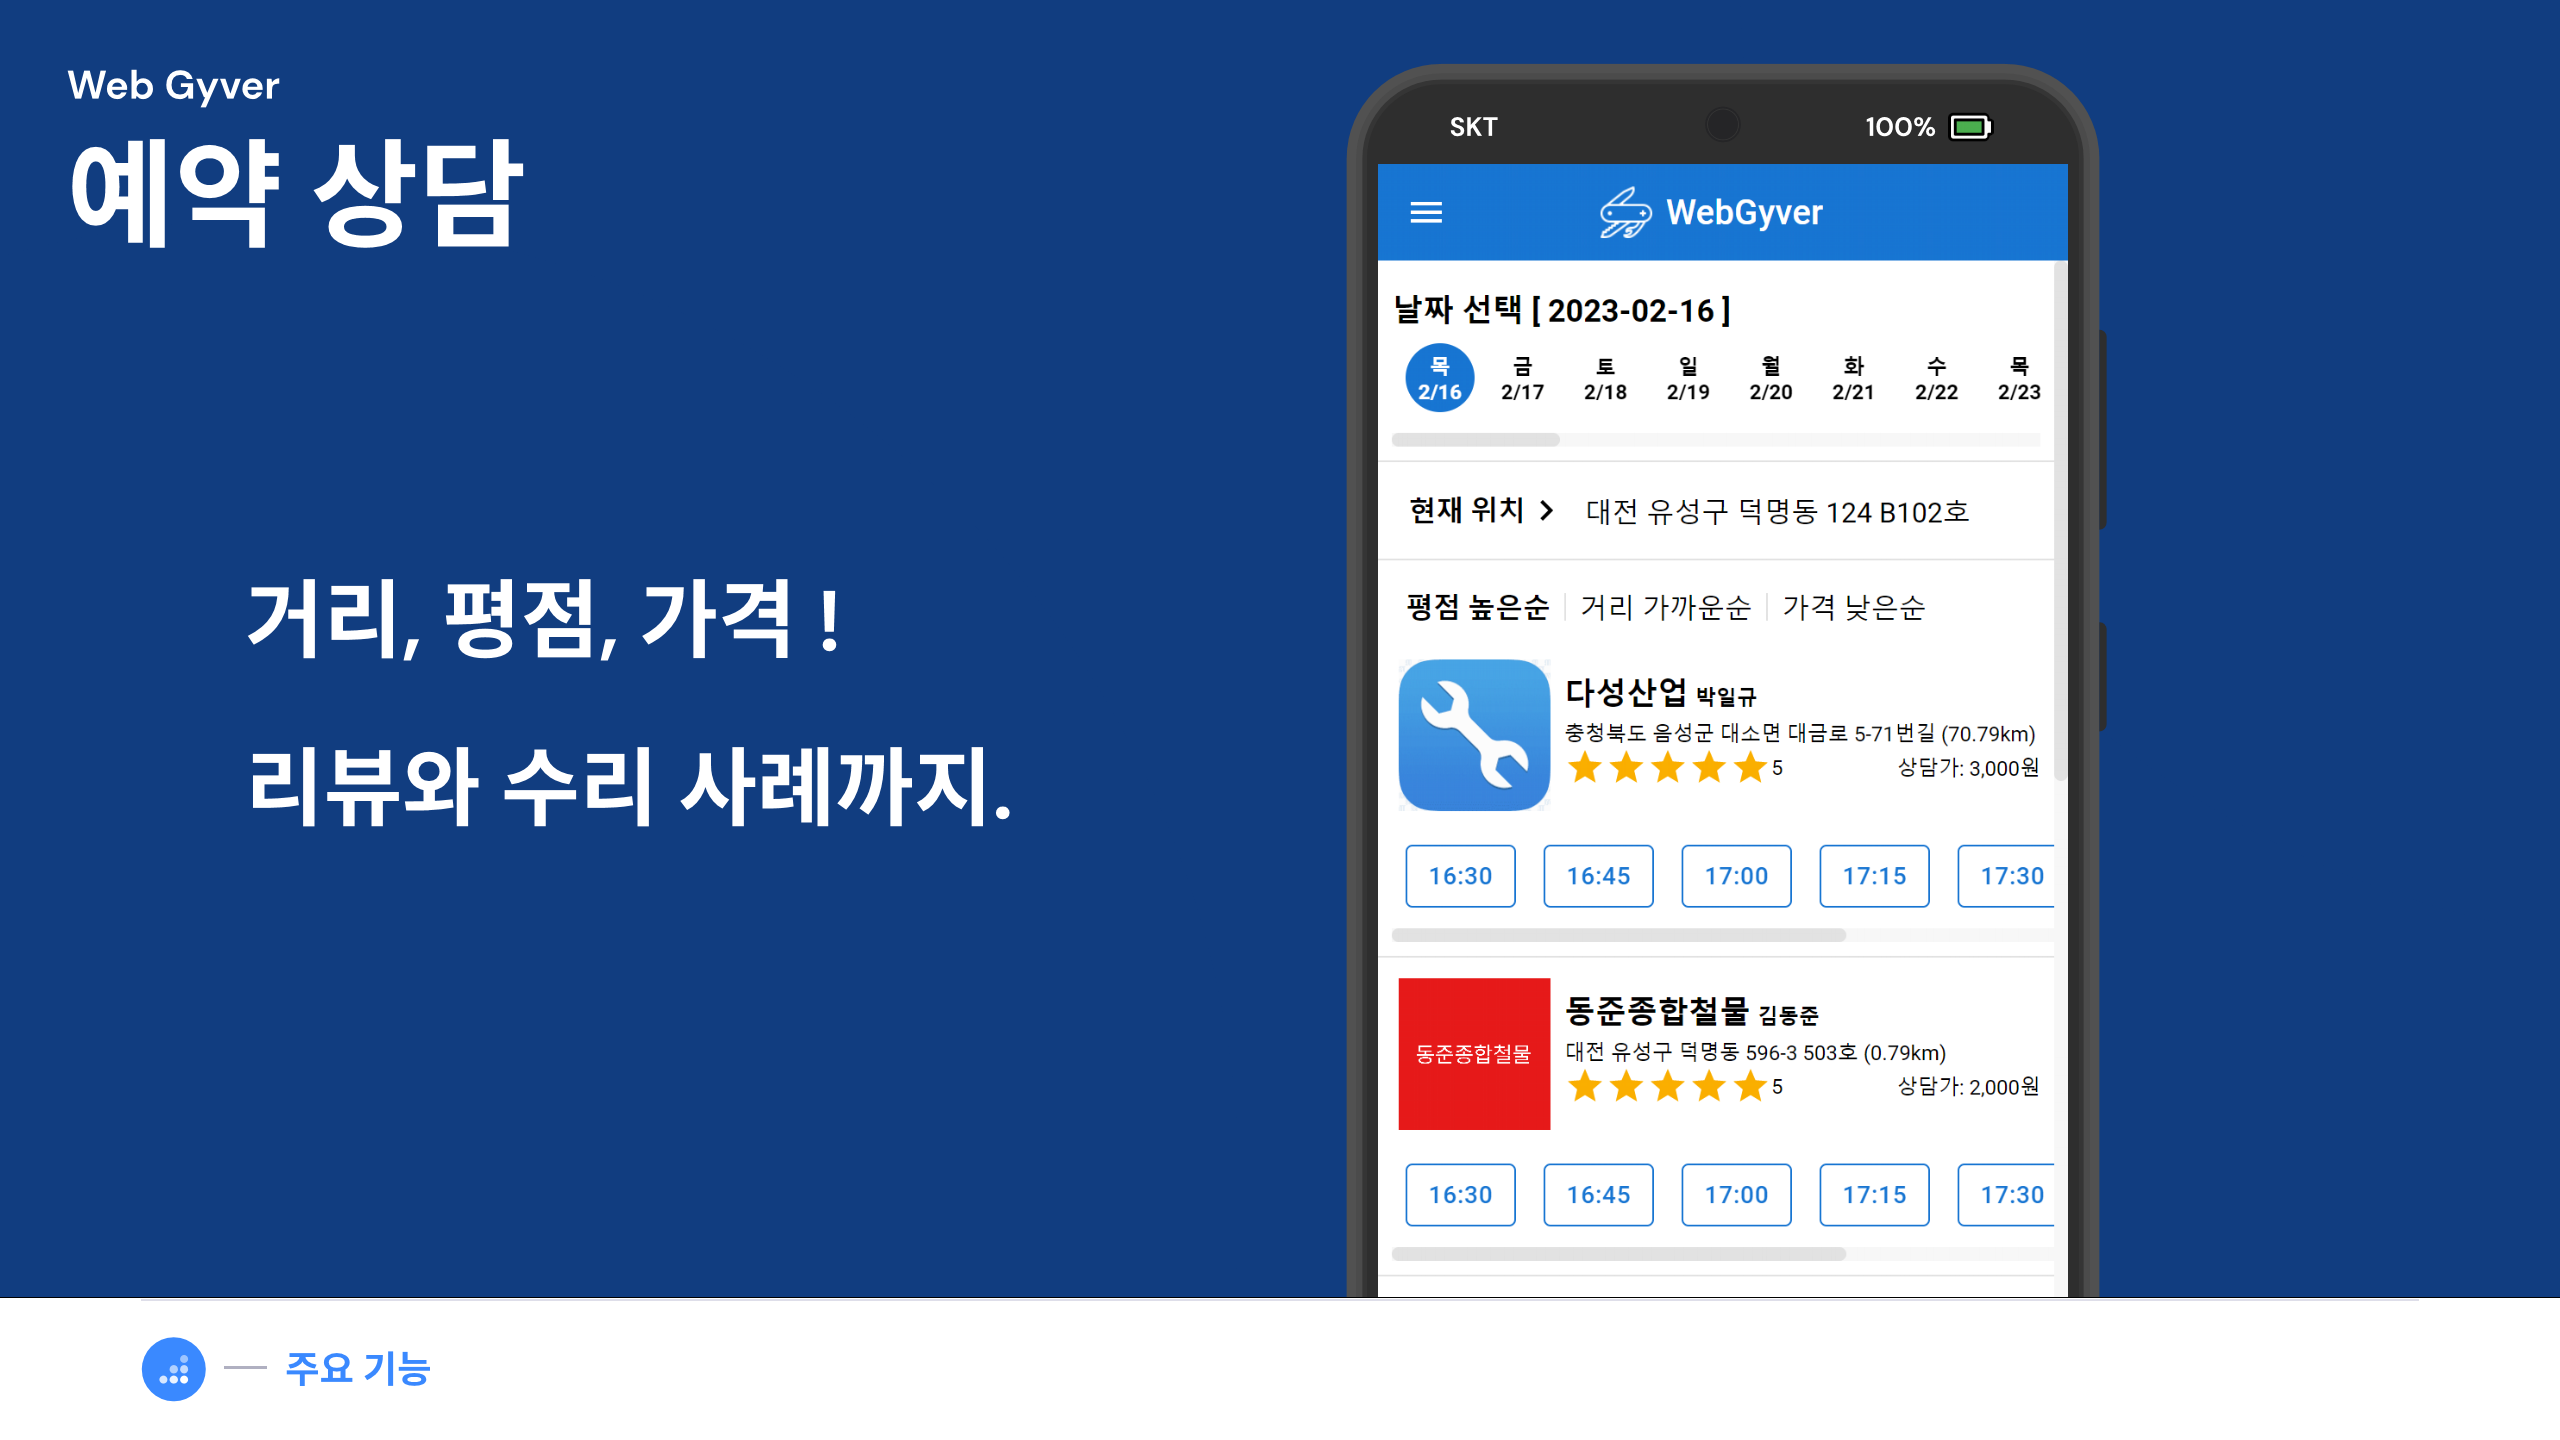 Web Gyver
예약 상담
거리, 평점, 가격 !
리뷰와 수리 사례까지.
SKT 100%
WebGyver
날짜 선택 [ 2023-02-16 ]
목 금 토 일 월 화 수 목
2/16 2/17 2/18 2/19 2/20 2/21 2/22 2/23
현재 위치 대전 유성구 덕명동 124 B102호
평점 높은순 거리 가까운순 가격 낮은순
다성산업 박일규
충청북도 음성군 대소면 대금로 5-71번길 (70.79km)
5 상담가: 3,000원
16:30 16:45 17:00 17:15 17:30
동준종합철물
동준종합철물 김동준
대전 유성구 덕명동 596-3 503호 (0.79km)
5 상담가: 2,000원
16:30 16:45 17:00 17:15 17:30
주요 기능